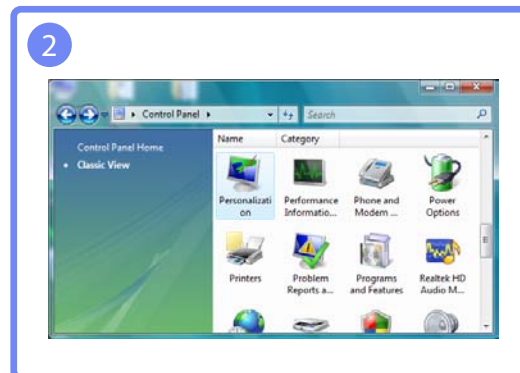 2
Control Panel
Search
Control Panel Home
Classic View
Name Category
Personalizati
on
Performance
Informatio...
Phone and
Modem ...
Power
Options
Printers
Problem
Reports a...
Programs
and Features
Realtek HD
Audio M...